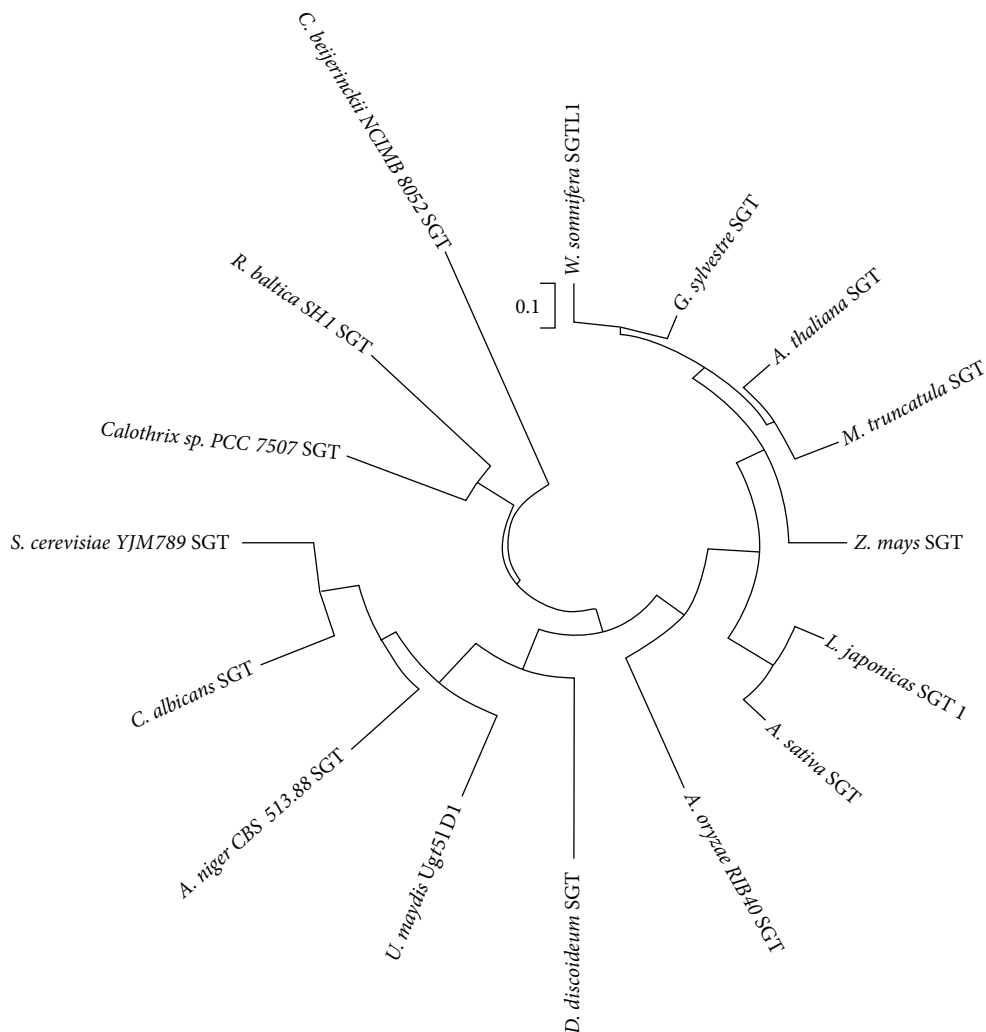 C. beijerinckii NCIMB 8052 SGT
W. somnifera SGTL1
G. sylvestre SGT
R. baltica SH1 SGT
0.1
A. thaliana SGT
M. truncatula SGT
Calothrix sp. PCC 7507 SGT
S. cerevisiae YJM789 SGT
Z. mays SGT
L. japonicas SGT 1
C. albicans SGT
A. sativa SGT
A. niger CBS 513.88 SGT
U. maydis Ugt51D1
A. oryzae RIB40 SGT
D. discoideum SGT